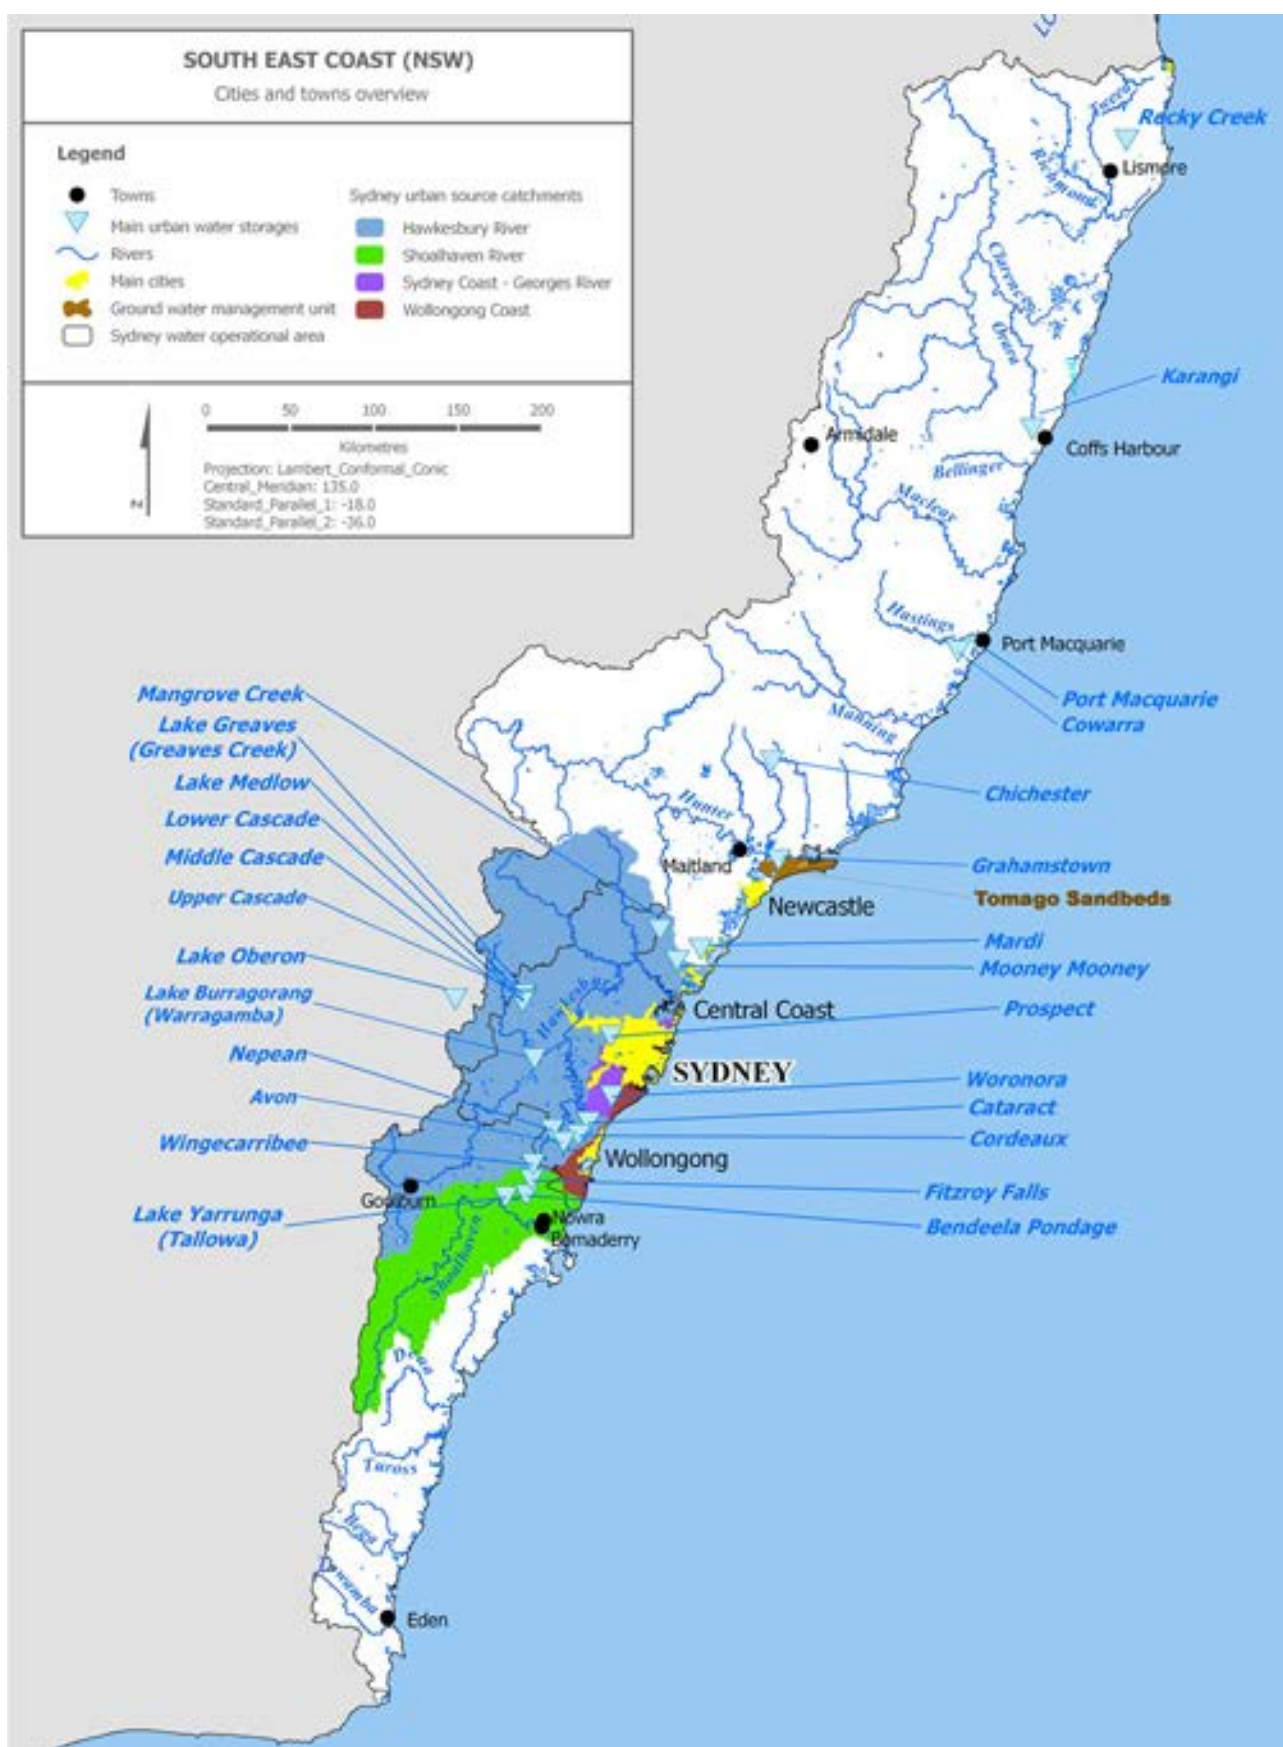 SOUTH EAST COAST (NSW)
Cities and towns overview
Legend
Towns
Main urban water storages
Rivers
Main cities
Ground water management unit
Sydney water operational area
Sydney urban source catchments
Hawkesbury River
Shoalhaven River
Sydney Coast - Georges River
Wollongong Coast
0 50 100 150 200
Kilometres
N
Projection: Lambert_Conformal_Conic
Central_Meridian: 135.0
Standard_Parallel_1: -18.0
Standard_Parallel_2: -36.0
Tweed
Rocky Creek
Lismore
Richmond
Clarence
Orara
Karangi
Armidale
Coffs Harbour
Bellinger
Macleay
Hastings
Port Macquarie
Port Macquarie
Cowarra
Manning
Mangrove Creek
Lake Greaves
(Greaves Creek)
Lake Medlow
Lower Cascade
Middle Cascade
Upper Cascade
Lake Oberon
Lake Burragorang
(Warragamba)
Nepean
Avon
Wingecarribee
Lake Yarrunga
(Tallowa)
Chichester
Hunter
Maitland
Grahamstown
Tomago Sandbeds
Newcastle
Mardi
Mooney Mooney
Central Coast
Prospect
Hawkesbury
SYDNEY
Woronora
Cataract
Cordeaux
Wollongong
Fitzroy Falls
Bendeela Pondage
Goulburn
Nowra
Bomaderry
Shoalhaven
Deua
Tuross
Bega
Towamba
Eden